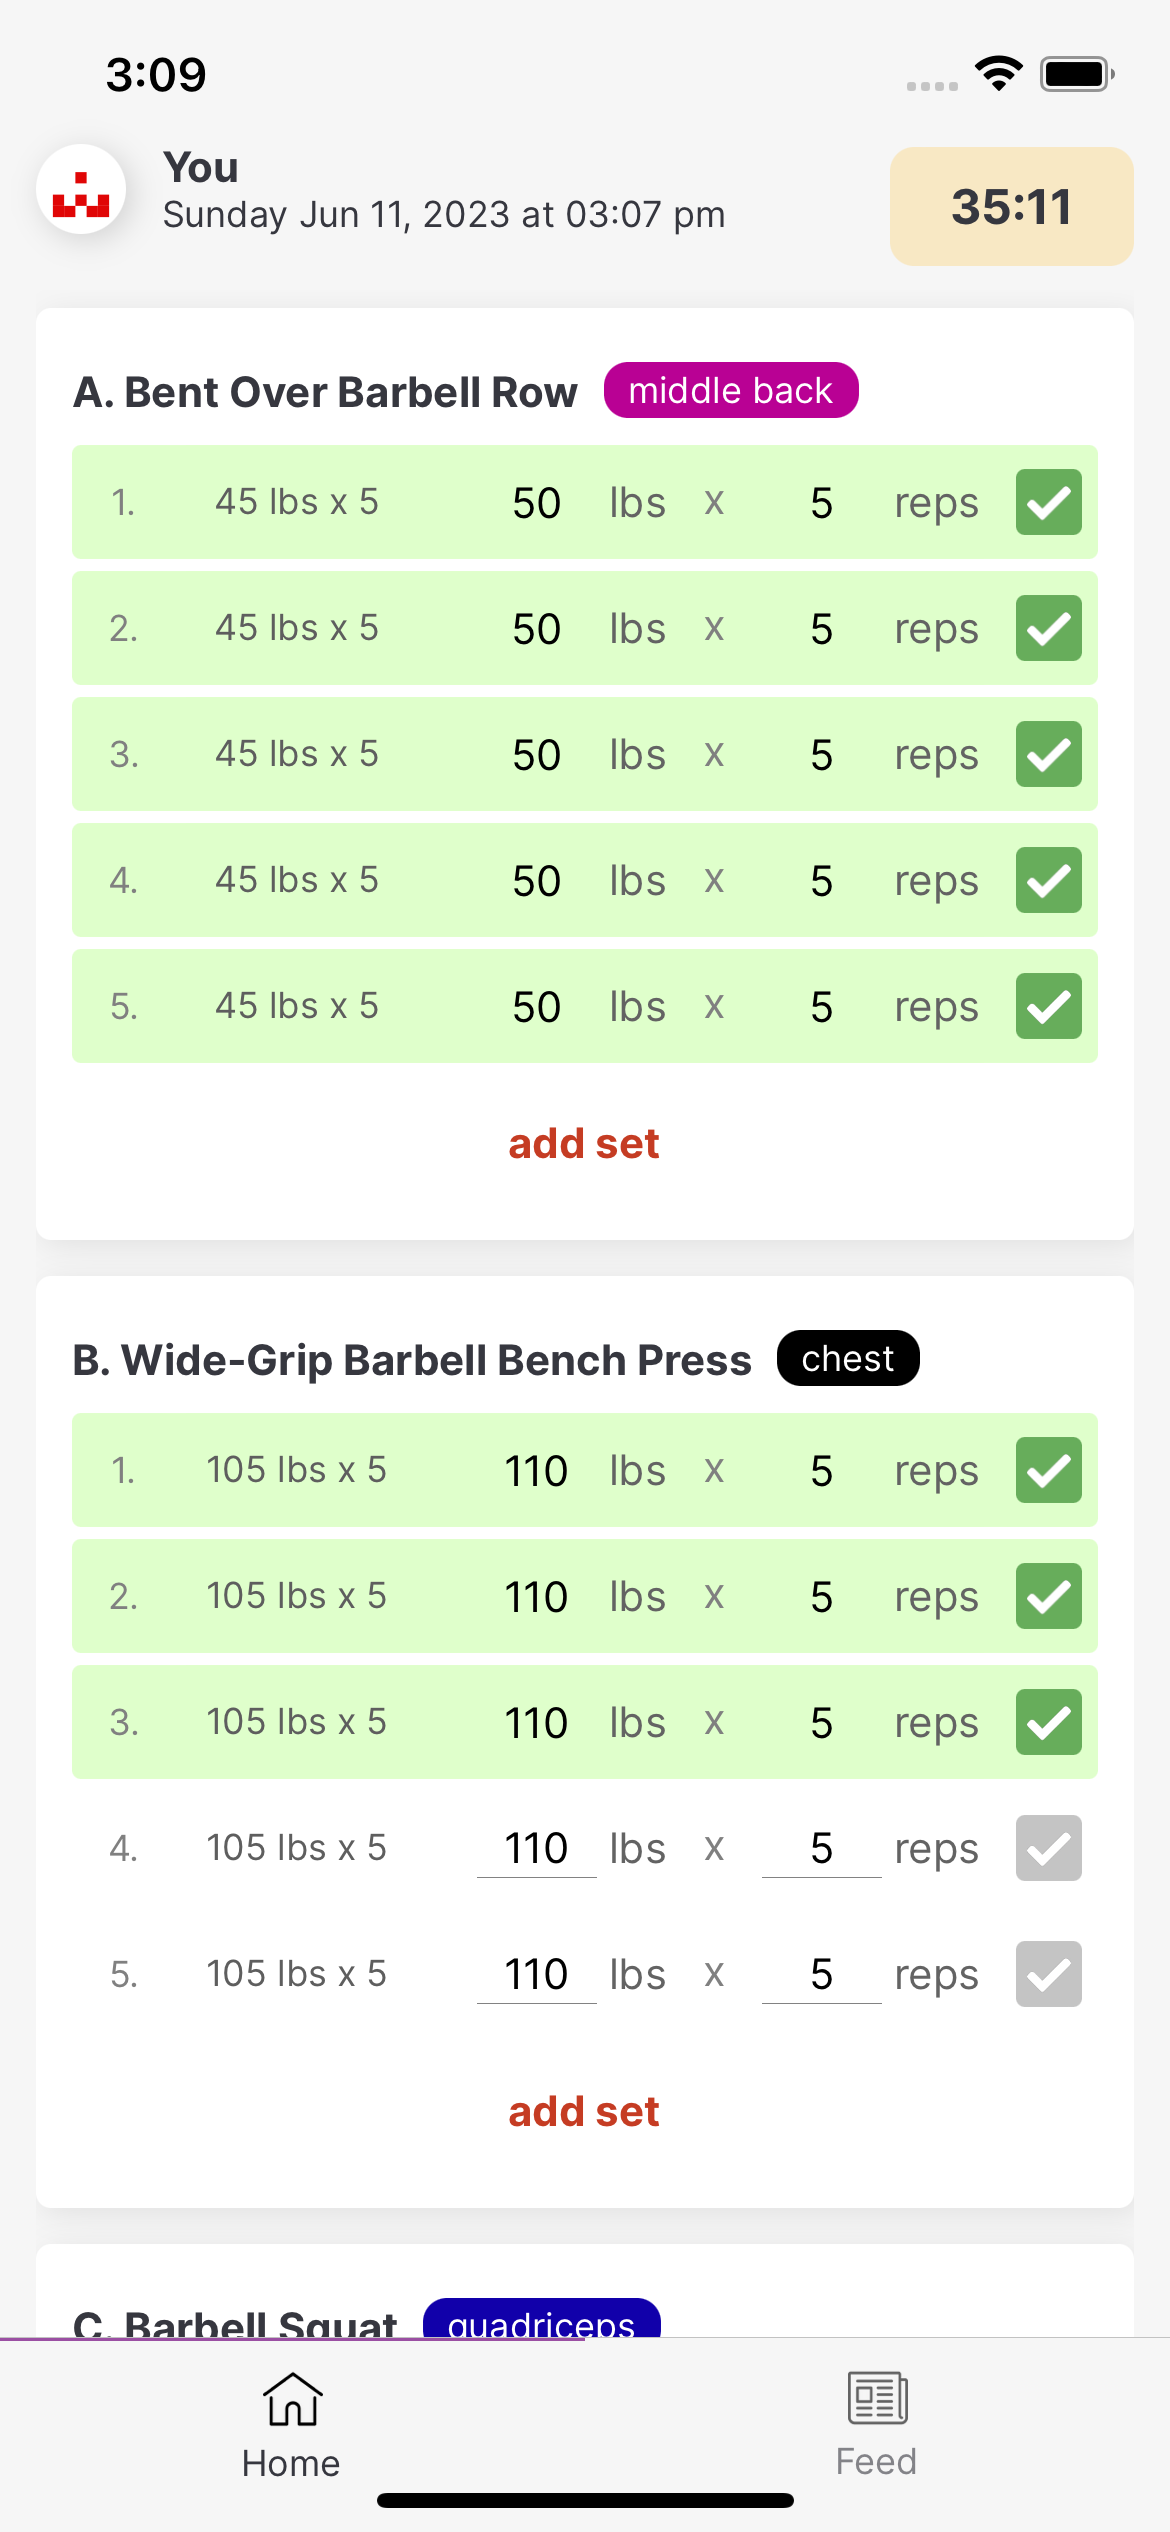 3:09
You
Sunday Jun 11, 2023 at 03:07 pm
35:11
A. Bent Over Barbell Row middle back
1. 45 lbs x 5 50 lbs x 5 reps
2. 45 lbs x 5 50 lbs x 5 reps
3. 45 lbs x 5 50 lbs x 5 reps
4. 45 lbs x 5 50 lbs x 5 reps
5. 45 lbs x 5 50 lbs x 5 reps
add set
B. Wide-Grip Barbell Bench Press chest
1. 105 lbs x 5 110 lbs x 5 reps
2. 105 lbs x 5 110 lbs x 5 reps
3. 105 lbs x 5 110 lbs x 5 reps
4. 105 lbs x 5 110 lbs x 5 reps
5. 105 lbs x 5 110 lbs x 5 reps
add set
C. Barbell Squat quadriceps
Home Feed